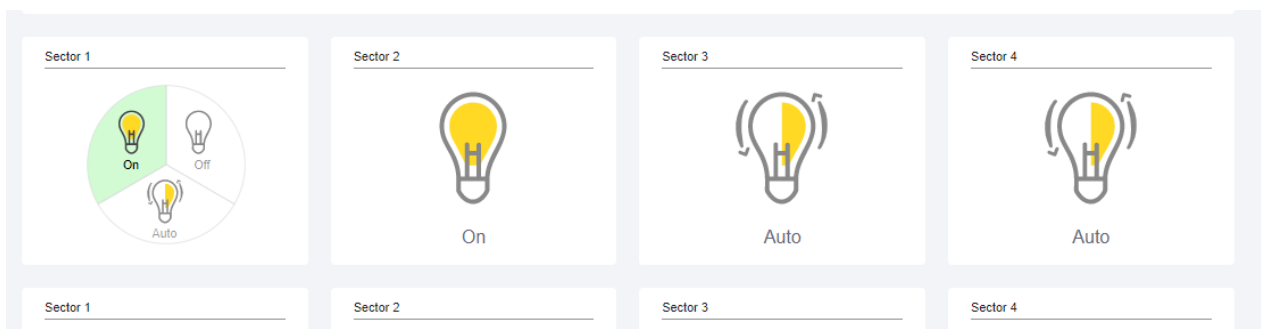 Sector 1
Sector 2
Sector 3
Sector 4
On
Off
Auto
On
Auto
Auto
Sector 1
Sector 2
Sector 3
Sector 4